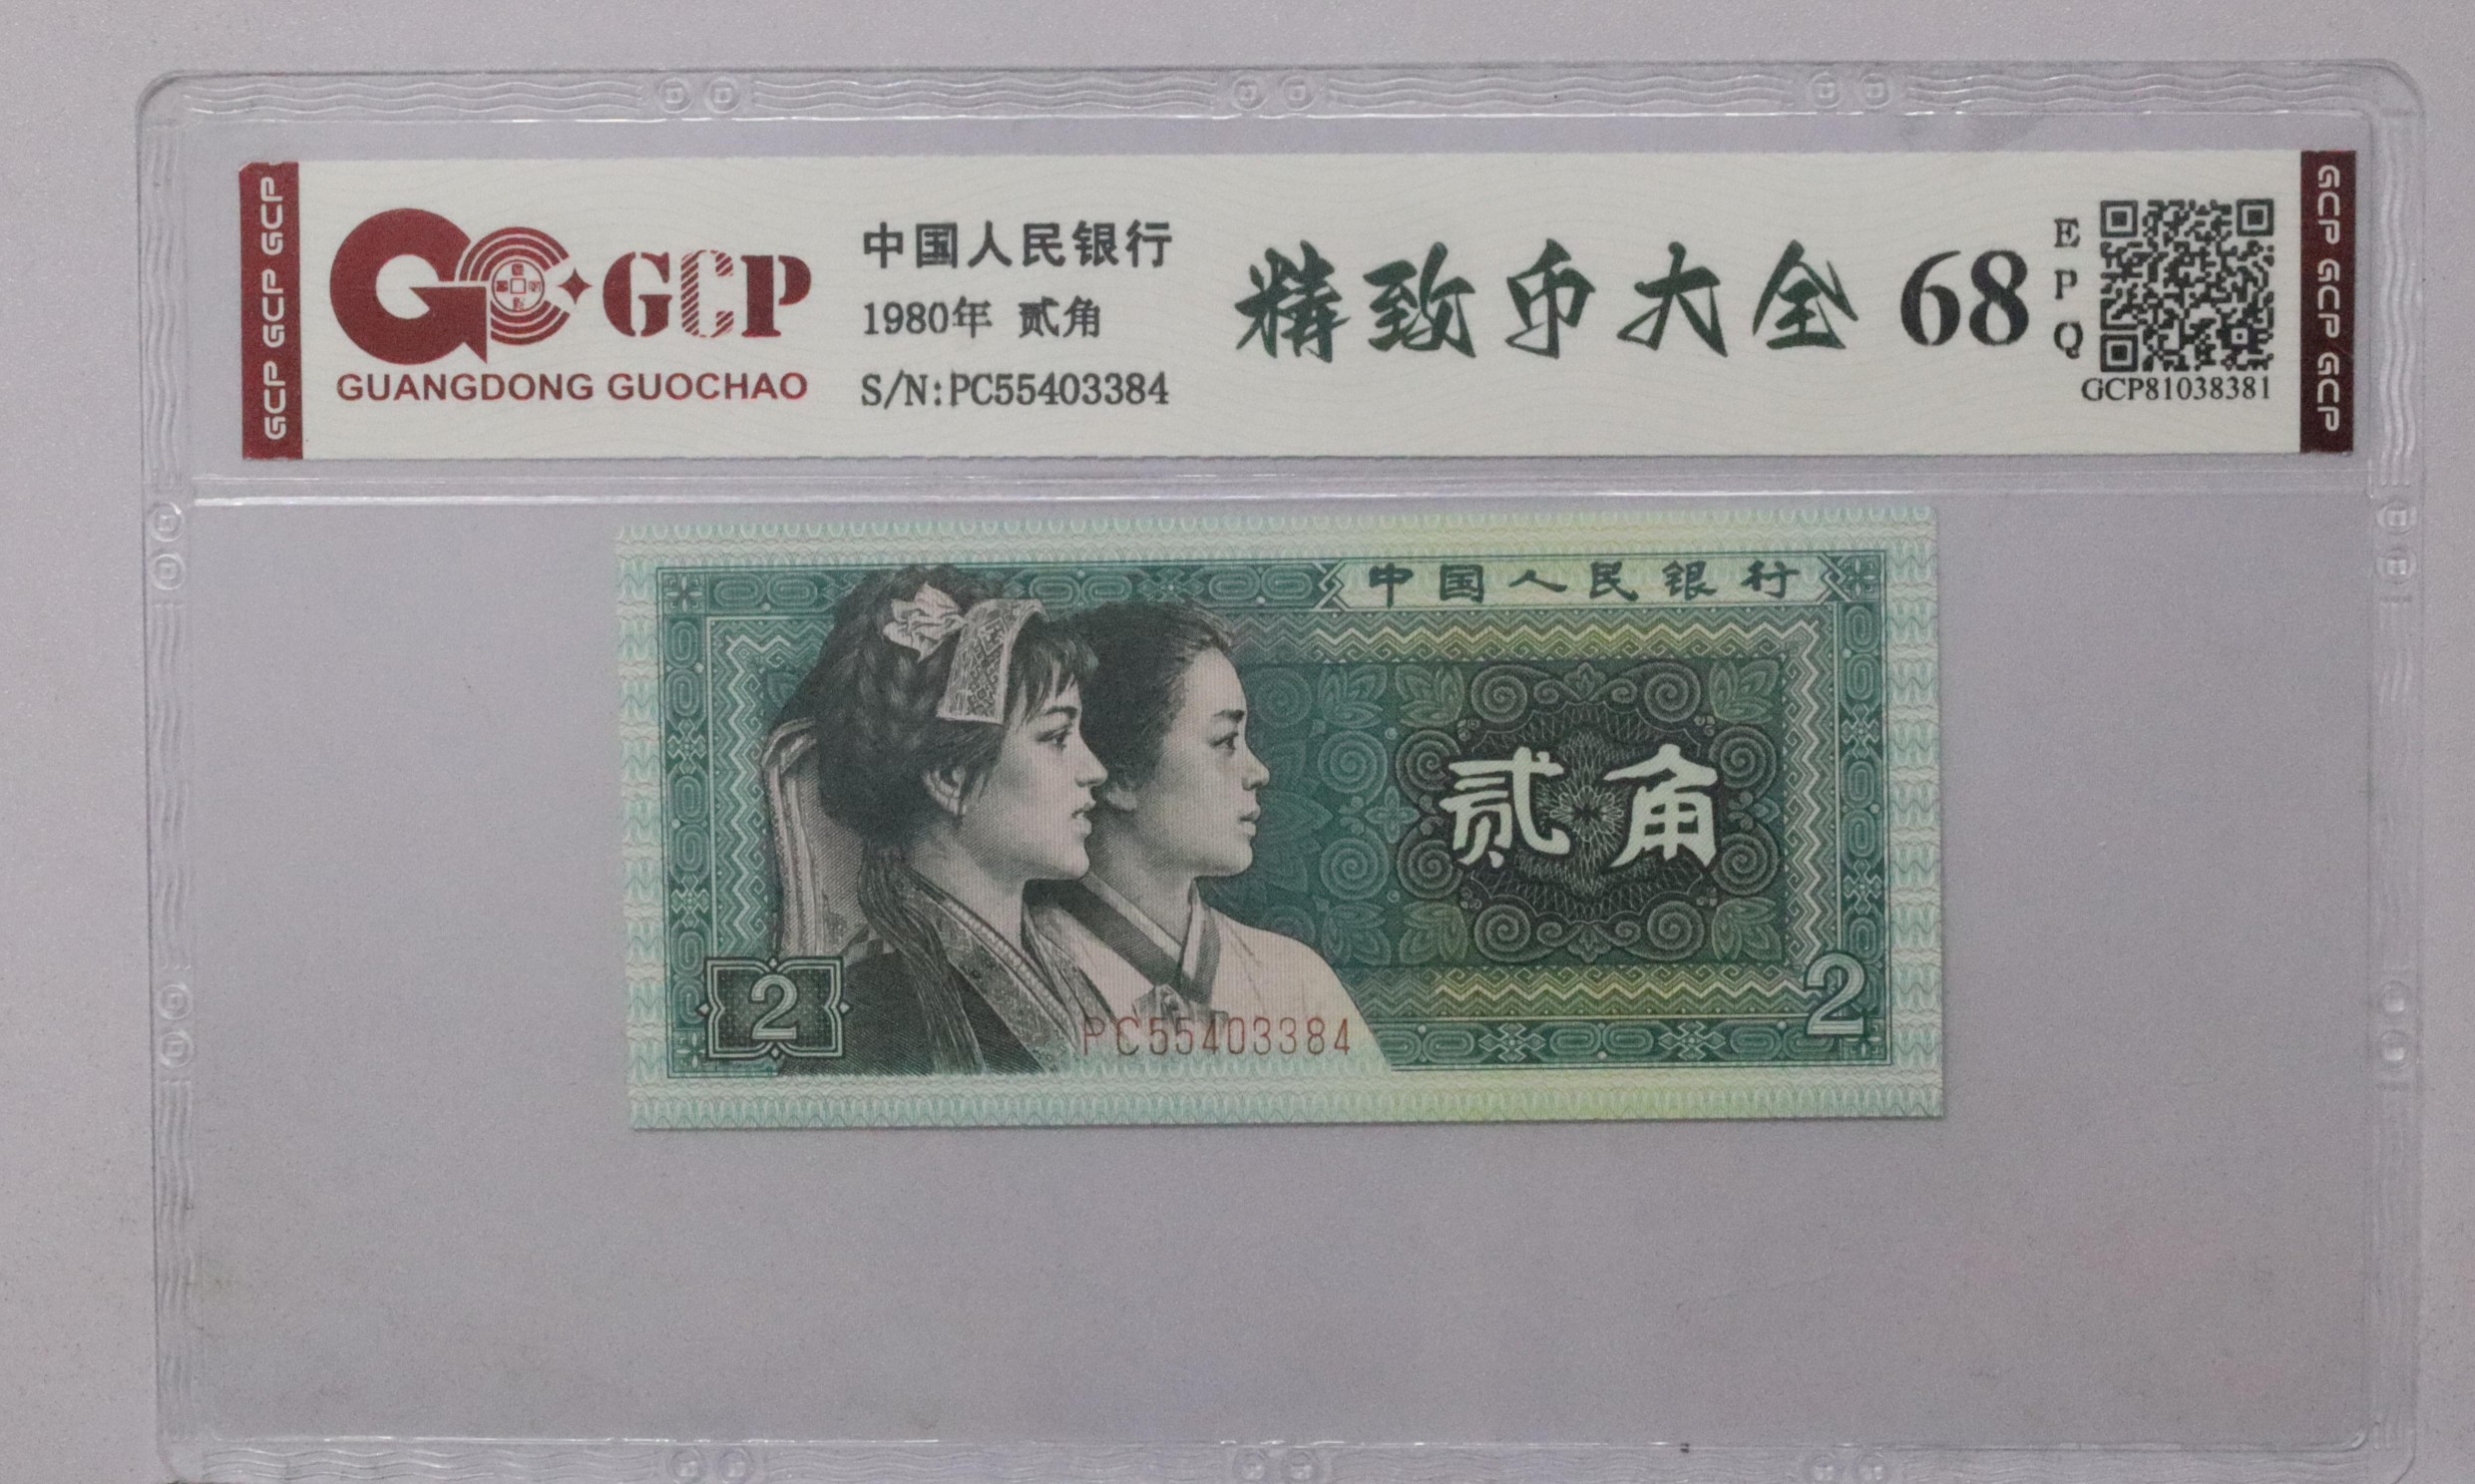 GCP GCP GCP
GCP
GUANGDONG GUOCHAO
中国人民银行
1980年 贰角
S/N:PC55403384
精致币大全
68
EPQ
GCP81038381
GCP GCP GCP
中国人民银行
贰角
2
2
PC55403384